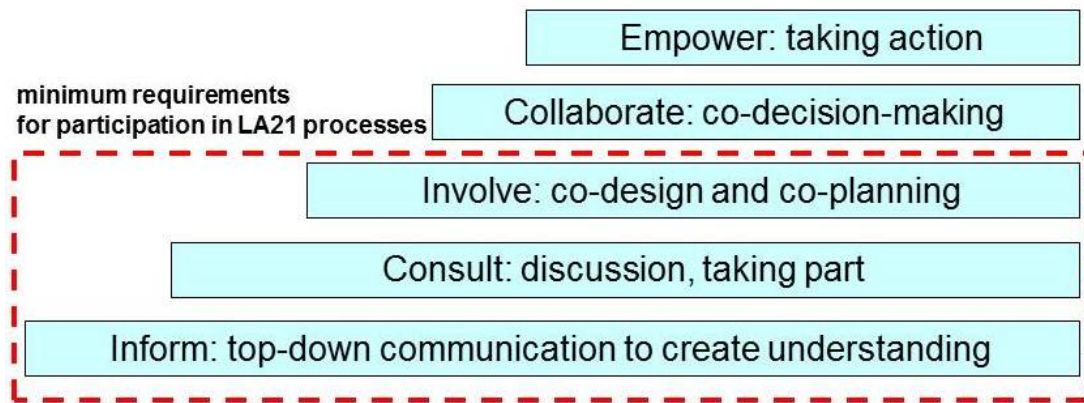 Empower: taking action
minimum requirements
for participation in LA21 processes
Collaborate: co-decision-making
Involve: co-design and co-planning
Consult: discussion, taking part
Inform: top-down communication to create understanding